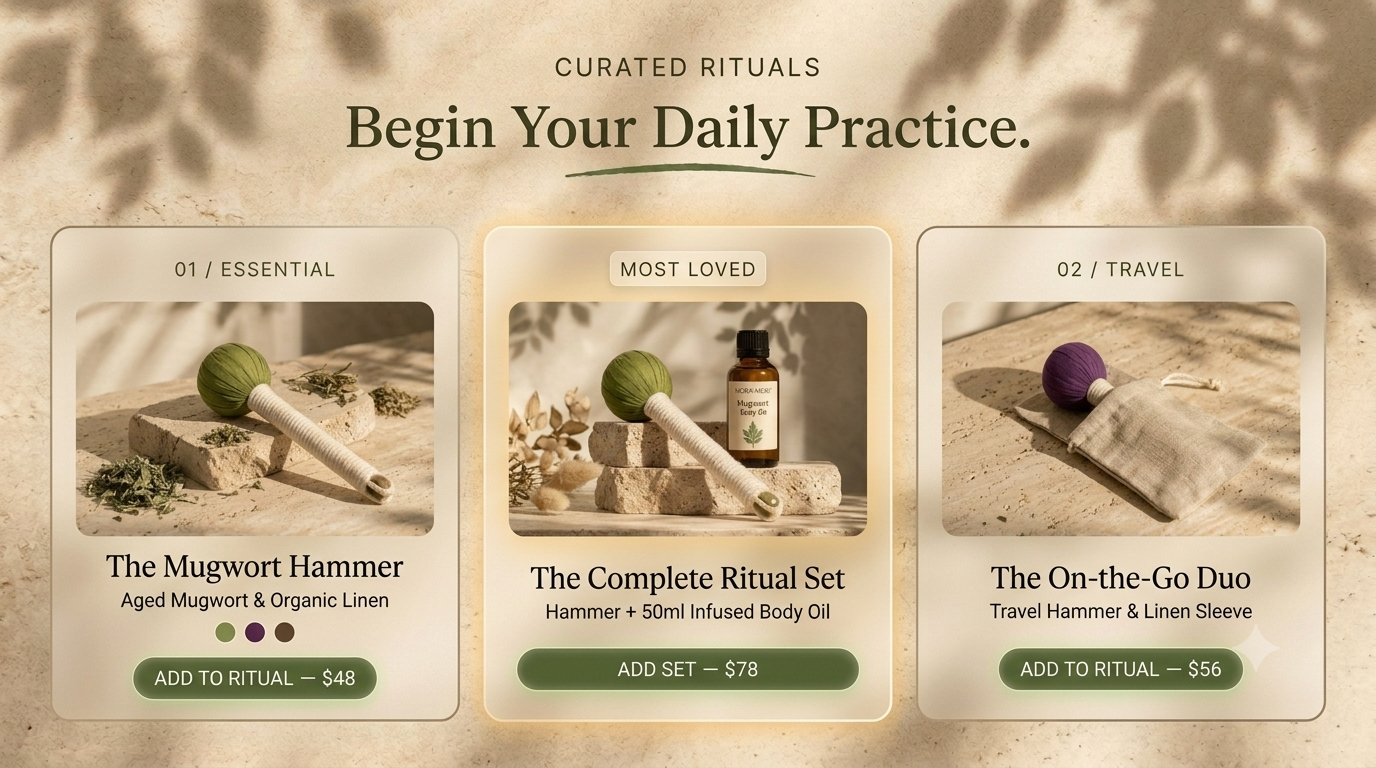 CURATED RITUALS
Begin Your Daily Practice.
01 / ESSENTIAL
The Mugwort Hammer
Aged Mugwort & Organic Linen
ADD TO RITUAL — $48
MOST LOVED
The Complete Ritual Set
Hammer + 50ml Infused Body Oil
ADD SET — $78
02 / TRAVEL
The On-the-Go Duo
Travel Hammer & Linen Sleeve
ADD TO RITUAL — $56